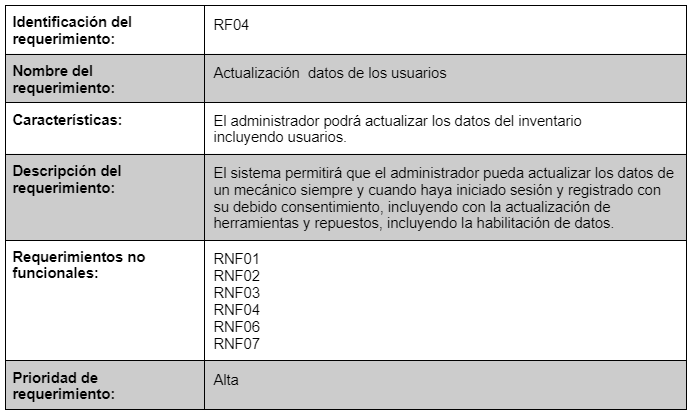 Identificación del
requerimiento:
RF04
Nombre del
requerimiento:
Actualización  datos de los usuarios
Características:
El administrador podrá actualizar los datos del inventario
incluyendo usuarios.
Descripción del
requerimiento:
El sistema permitirá que el administrador pueda actualizar los datos de
un mecánico siempre y cuando haya iniciado sesión y registrado con
su debido consentimiento, incluyendo con la actualización de
herramientas y repuestos, incluyendo la habilitación de datos.
Requerimientos no
funcionales:
RNF01
RNF02
RNF03
RNF04
RNF06
RNF07
Prioridad de
requerimiento:
Alta